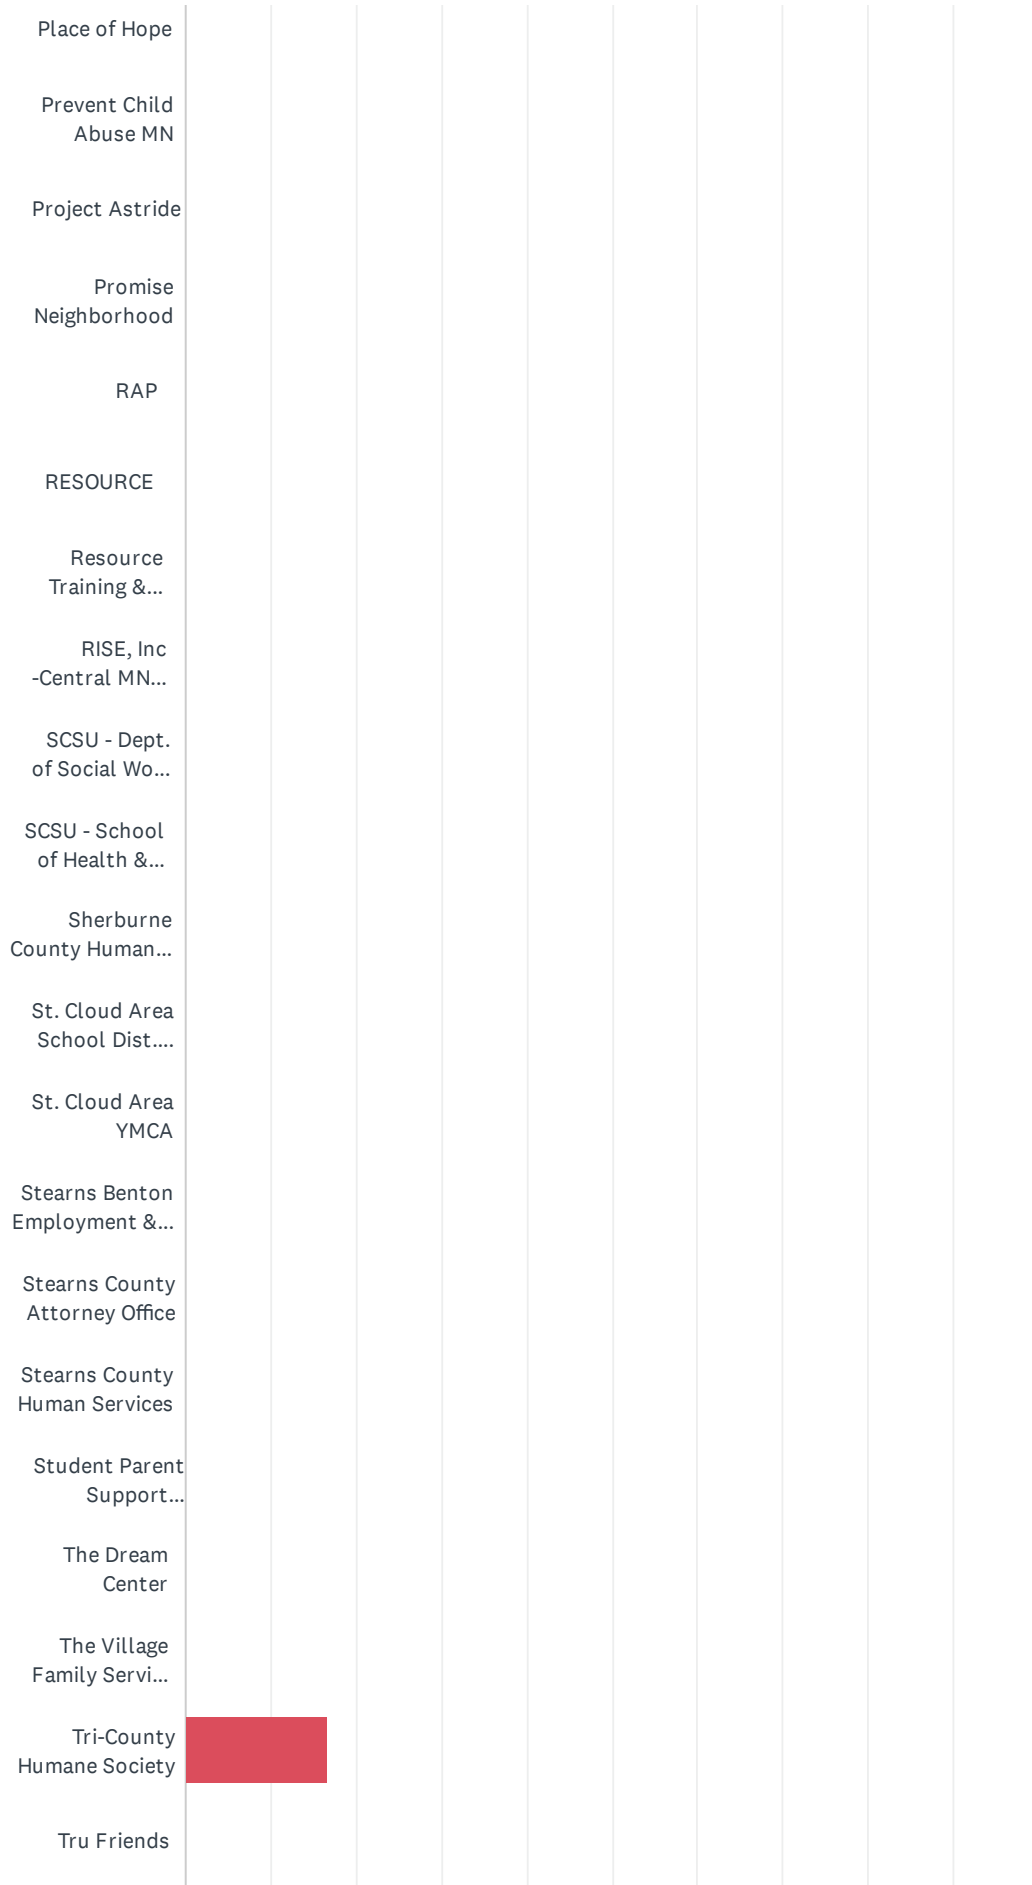 Place of Hope
Prevent Child
Abuse MN
Project Astride
Promise
Neighborhood
RAP
RESOURCE
Resource
Training &...
RISE, Inc
-Central MN...
SCSU - Dept.
of Social Wo...
SCSU - School
of Health &...
Sherburne
County Human...
St. Cloud Area
School Dist....
St. Cloud Area
YMCA
Stearns Benton
Employment &...
Stearns County
Attorney Office
Stearns County
Human Services
Student Parent
Support...
The Dream
Center
The Village
Family Servi...
Tri-County
Humane Society
Tru Friends